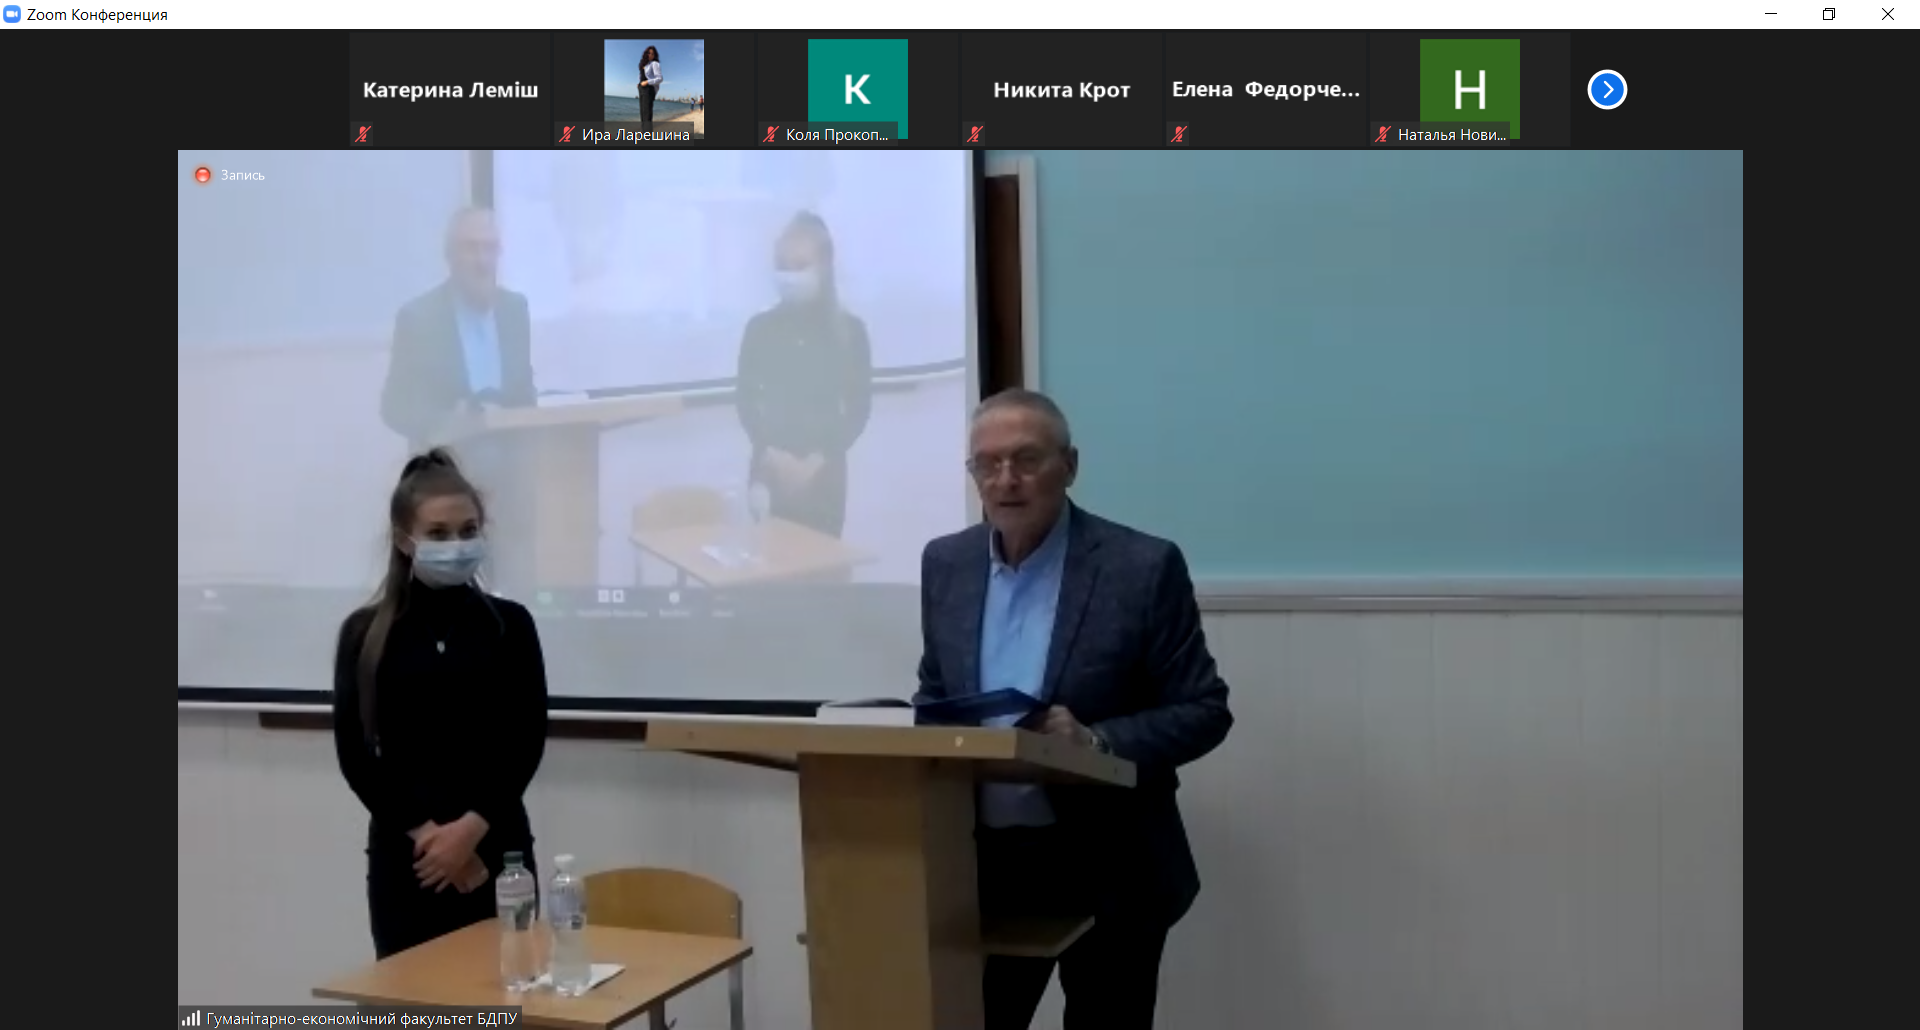 Zoom Конференция
Катерина Леміш
Ира Ларешина
K
Коля Прокоп...
Никита Крот
Елена Федорче...
Н
Наталья Нови...
Запись
Гуманітарно-економічний факультет БДПУ